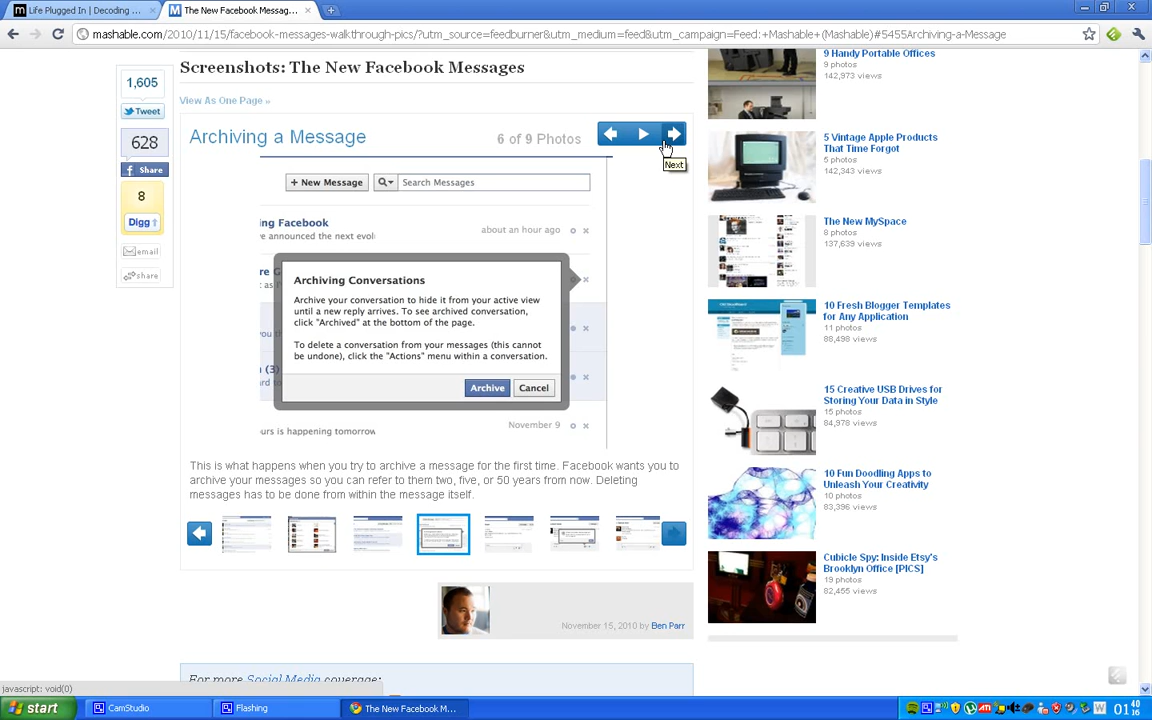 Life Plugged In | Decoding ...
The New Facebook Messag...
mashable.com/2010/11/15/facebook-messages-walkthrough-pics/?utm_source=feedburner&utm_medium=feed&utm_campaign=Feed:+Mashable+(Mashable)#5455Archiving-a-Message
Screenshots: The New Facebook Messages
View As One Page »
1,605
Tweet
628
Share
8
Digg
email
share
Archiving a Message
6 of 9 Photos
Next
+ New Message
Search Messages
ing Facebook
about an hour ago
ve announced the next evol
re G
Archiving Conversations
Archive your conversation to hide it from your active view
until a new reply arrives. To see archived conversation,
click "Archived" at the bottom of the page.
To delete a conversation from your messages (this cannot
be undone), click the "Actions" menu within a conversation.
Archive
Cancel
(3)
November 9
ours is happening tomorrow
This is what happens when you try to archive a message for the first time. Facebook wants you to
archive your messages so you can refer to them two, five, or 50 years from now. Deleting
messages has to be done from within the message itself.
November 15, 2010 by Ben Parr
For more Social Media coverage:
9 Handy Portable Offices
9 photos
142,973 views
5 Vintage Apple Products
That Time Forgot
5 photos
142,343 views
The New MySpace
8 photos
137,639 views
10 Fresh Blogger Templates
for Any Application
11 photos
88,498 views
15 Creative USB Drives for
Storing Your Data in Style
15 photos
84,978 views
10 Fun Doodling Apps to
Unleash Your Creativity
10 photos
83,396 views
Cubicle Spy: Inside Etsy's
Brooklyn Office [PICS]
19 photos
82,455 views
javascript: void(0)
start
CamStudio
Flashing
The New Facebook M...
01:40
16